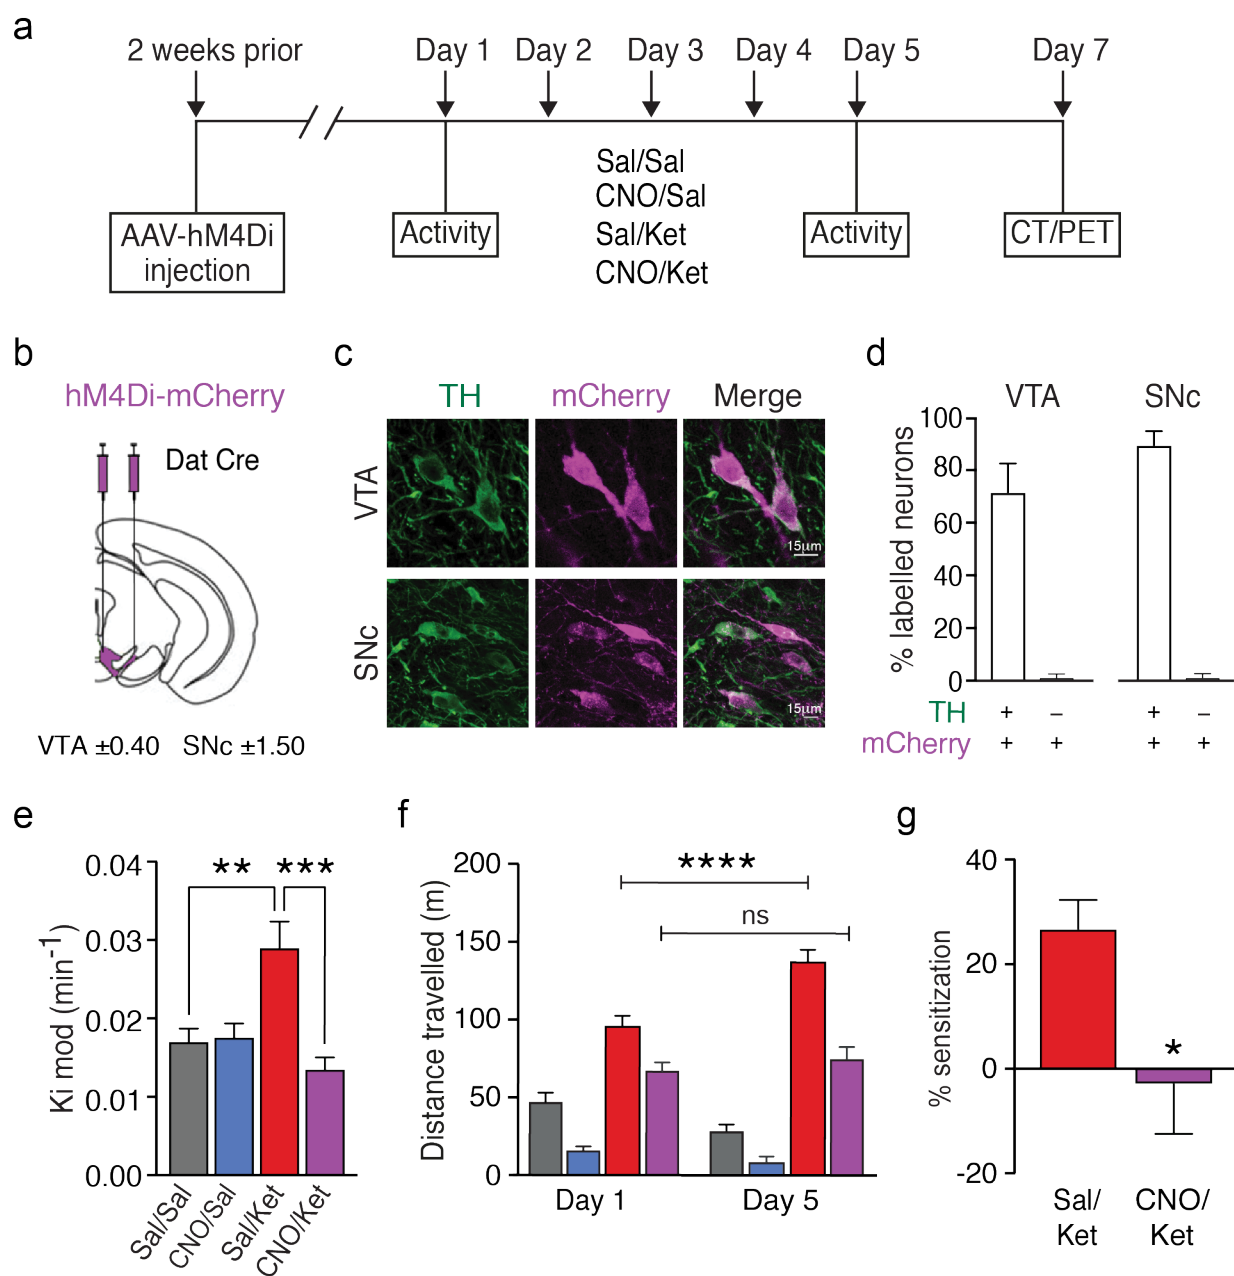 a
2 weeks prior Day 1 Day 2 Day 3 Day 4 Day 5 Day 7
Sal/Sal
CNO/Sal
Sal/Ket
CNO/Ket
AAV-hM4Di
injection
Activity
Activity
CT/PET
b
hM4Di-mCherry
Dat Cre
VTA ±0.40 SNc ±1.50
c
TH mCherry Merge
VTA
15μm
SNc
15μm
d
VTA SNc
% labelled neurons
100
80
60
40
20
0
TH + – + –
mCherry + + + +
e
Ki mod (min⁻¹)
0.04
0.03
0.02
0.01
0.00
** ***
Sal/Sal
CNO/Sal
Sal/Ket
CNO/Ket
f
Distance travelled (m)
200
150
100
50
0
****
ns
Day 1 Day 5
g
% sensitization
40
20
0
-20
*
Sal/ CNO/
Ket Ket